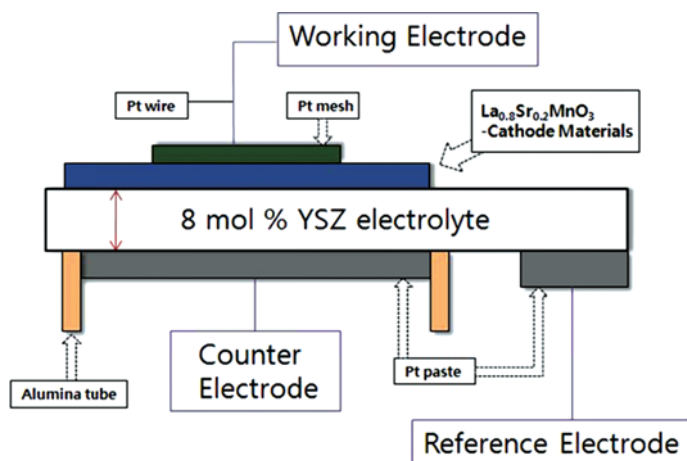 Working Electrode
Pt wire
Pt mesh
La0.8Sr0.2MnO3
-Cathode Materials
8 mol % YSZ electrolyte
Counter
Electrode
Pt paste
Alumina tube
Reference Electrode